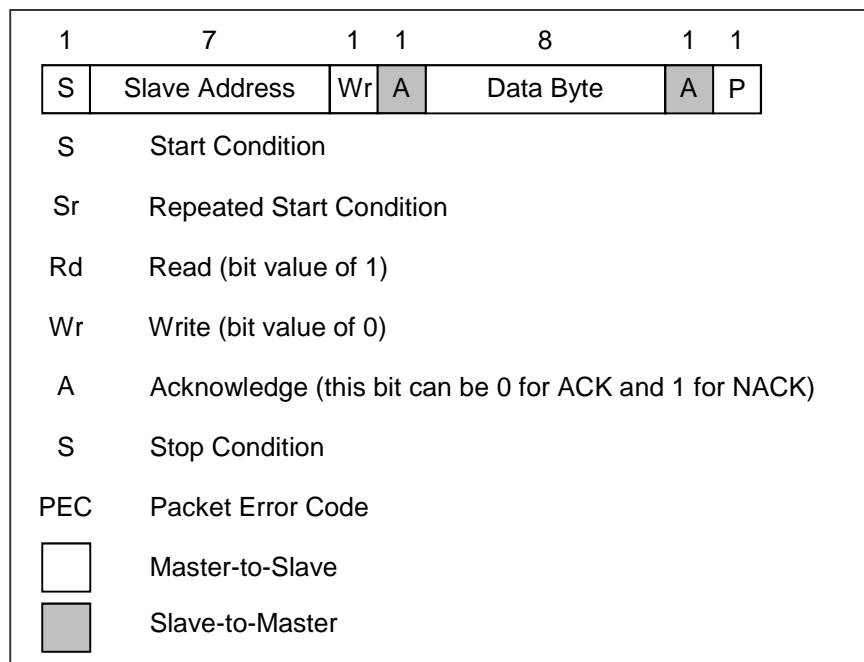 1 7 1 1 8 1 1
S Slave Address Wr A Data Byte A P
S Start Condition
Sr Repeated Start Condition
Rd Read (bit value of 1)
Wr Write (bit value of 0)
A Acknowledge (this bit can be 0 for ACK and 1 for NACK)
S Stop Condition
PEC Packet Error Code
Master-to-Slave
Slave-to-Master